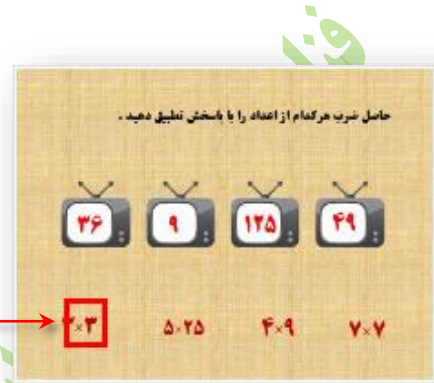 حاصل ضرب هرکدام از اعداد را با پاسخش تطبیق دهید .
۴۹ ۱۲۵ ۹ ۳۶
۷×۷ ۴×۹ ۵×۲۵ ۳×۳